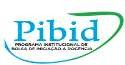 Pibid
PROGRAMA INSTITUCIONAL DE
BOLSA DE INICIAÇÃO A DOCÊNCIA